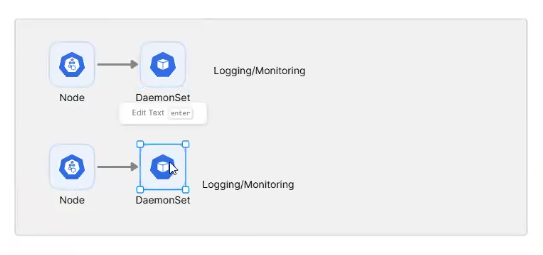 Logging/Monitoring
Node
DaemonSet
Edit Text enter
Logging/Monitoring
Node
DaemonSet